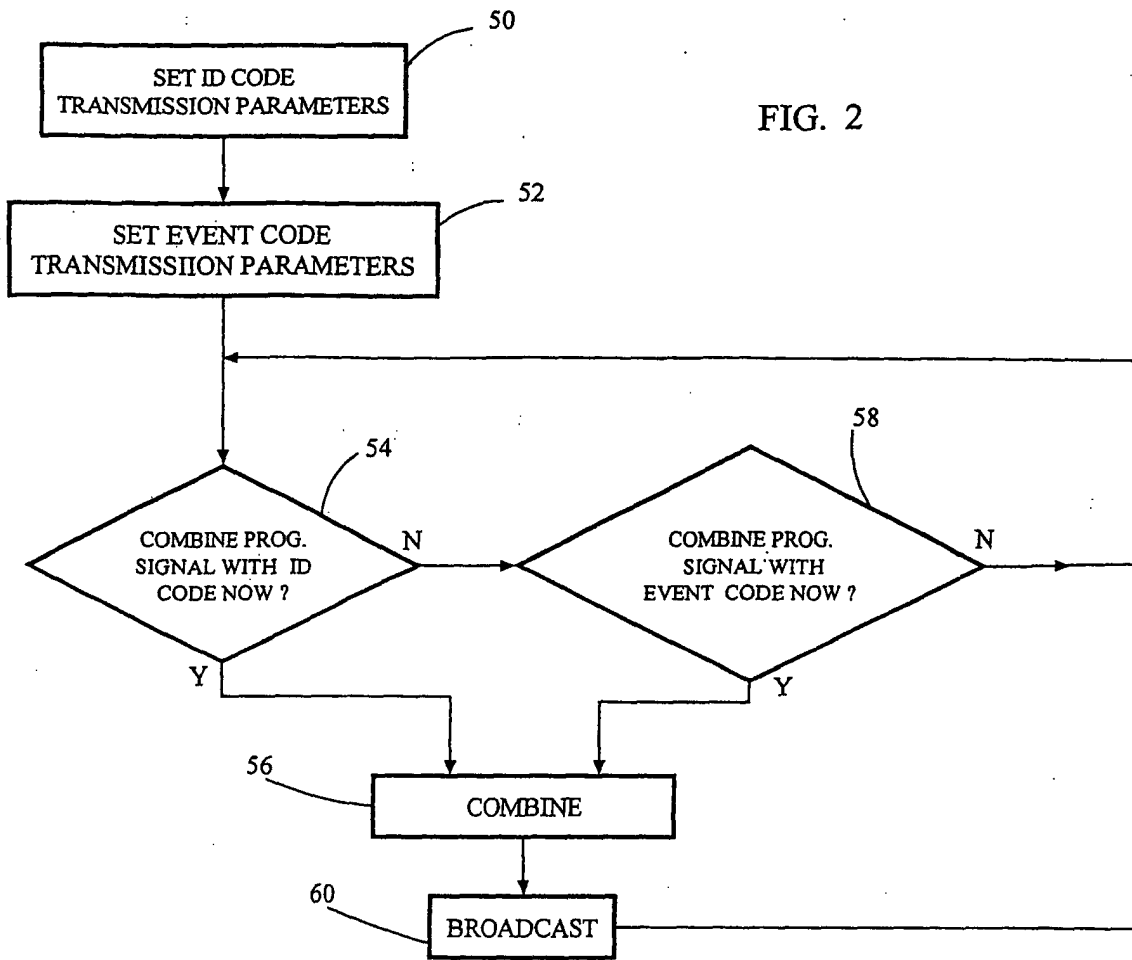 50
SET ID CODE
TRANSMISSION PARAMETERS
FIG. 2
52
SET EVENT CODE
TRANSMISSIION PARAMETERS
54
58
COMBINE PROG.
SIGNAL WITH ID
CODE NOW ?
N
COMBINE PROG.
SIGNAL WITH
EVENT CODE NOW ?
N
Y
Y
56
COMBINE
60
BROADCAST